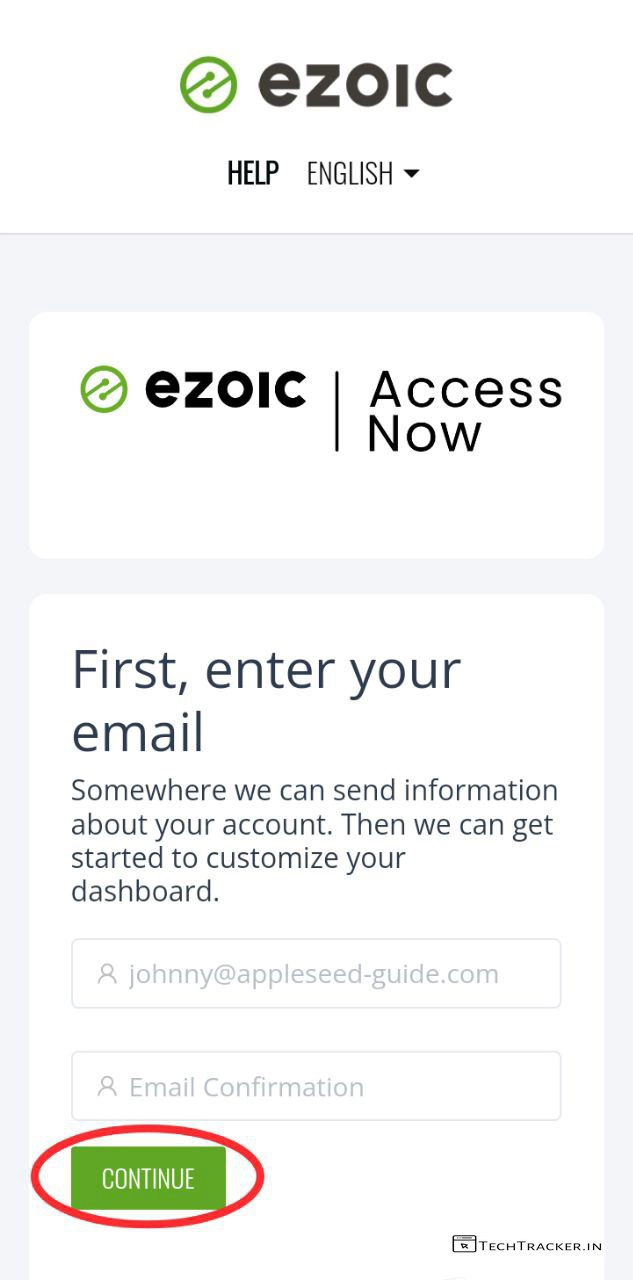 ezoic
HELP ENGLISH
ezoic | Access
Now
First, enter your
email
Somewhere we can send information
about your account. Then we can get
started to customize your
dashboard.
johnny@appleseed-guide.com
Email Confirmation
CONTINUE
TECHTRACKER.IN